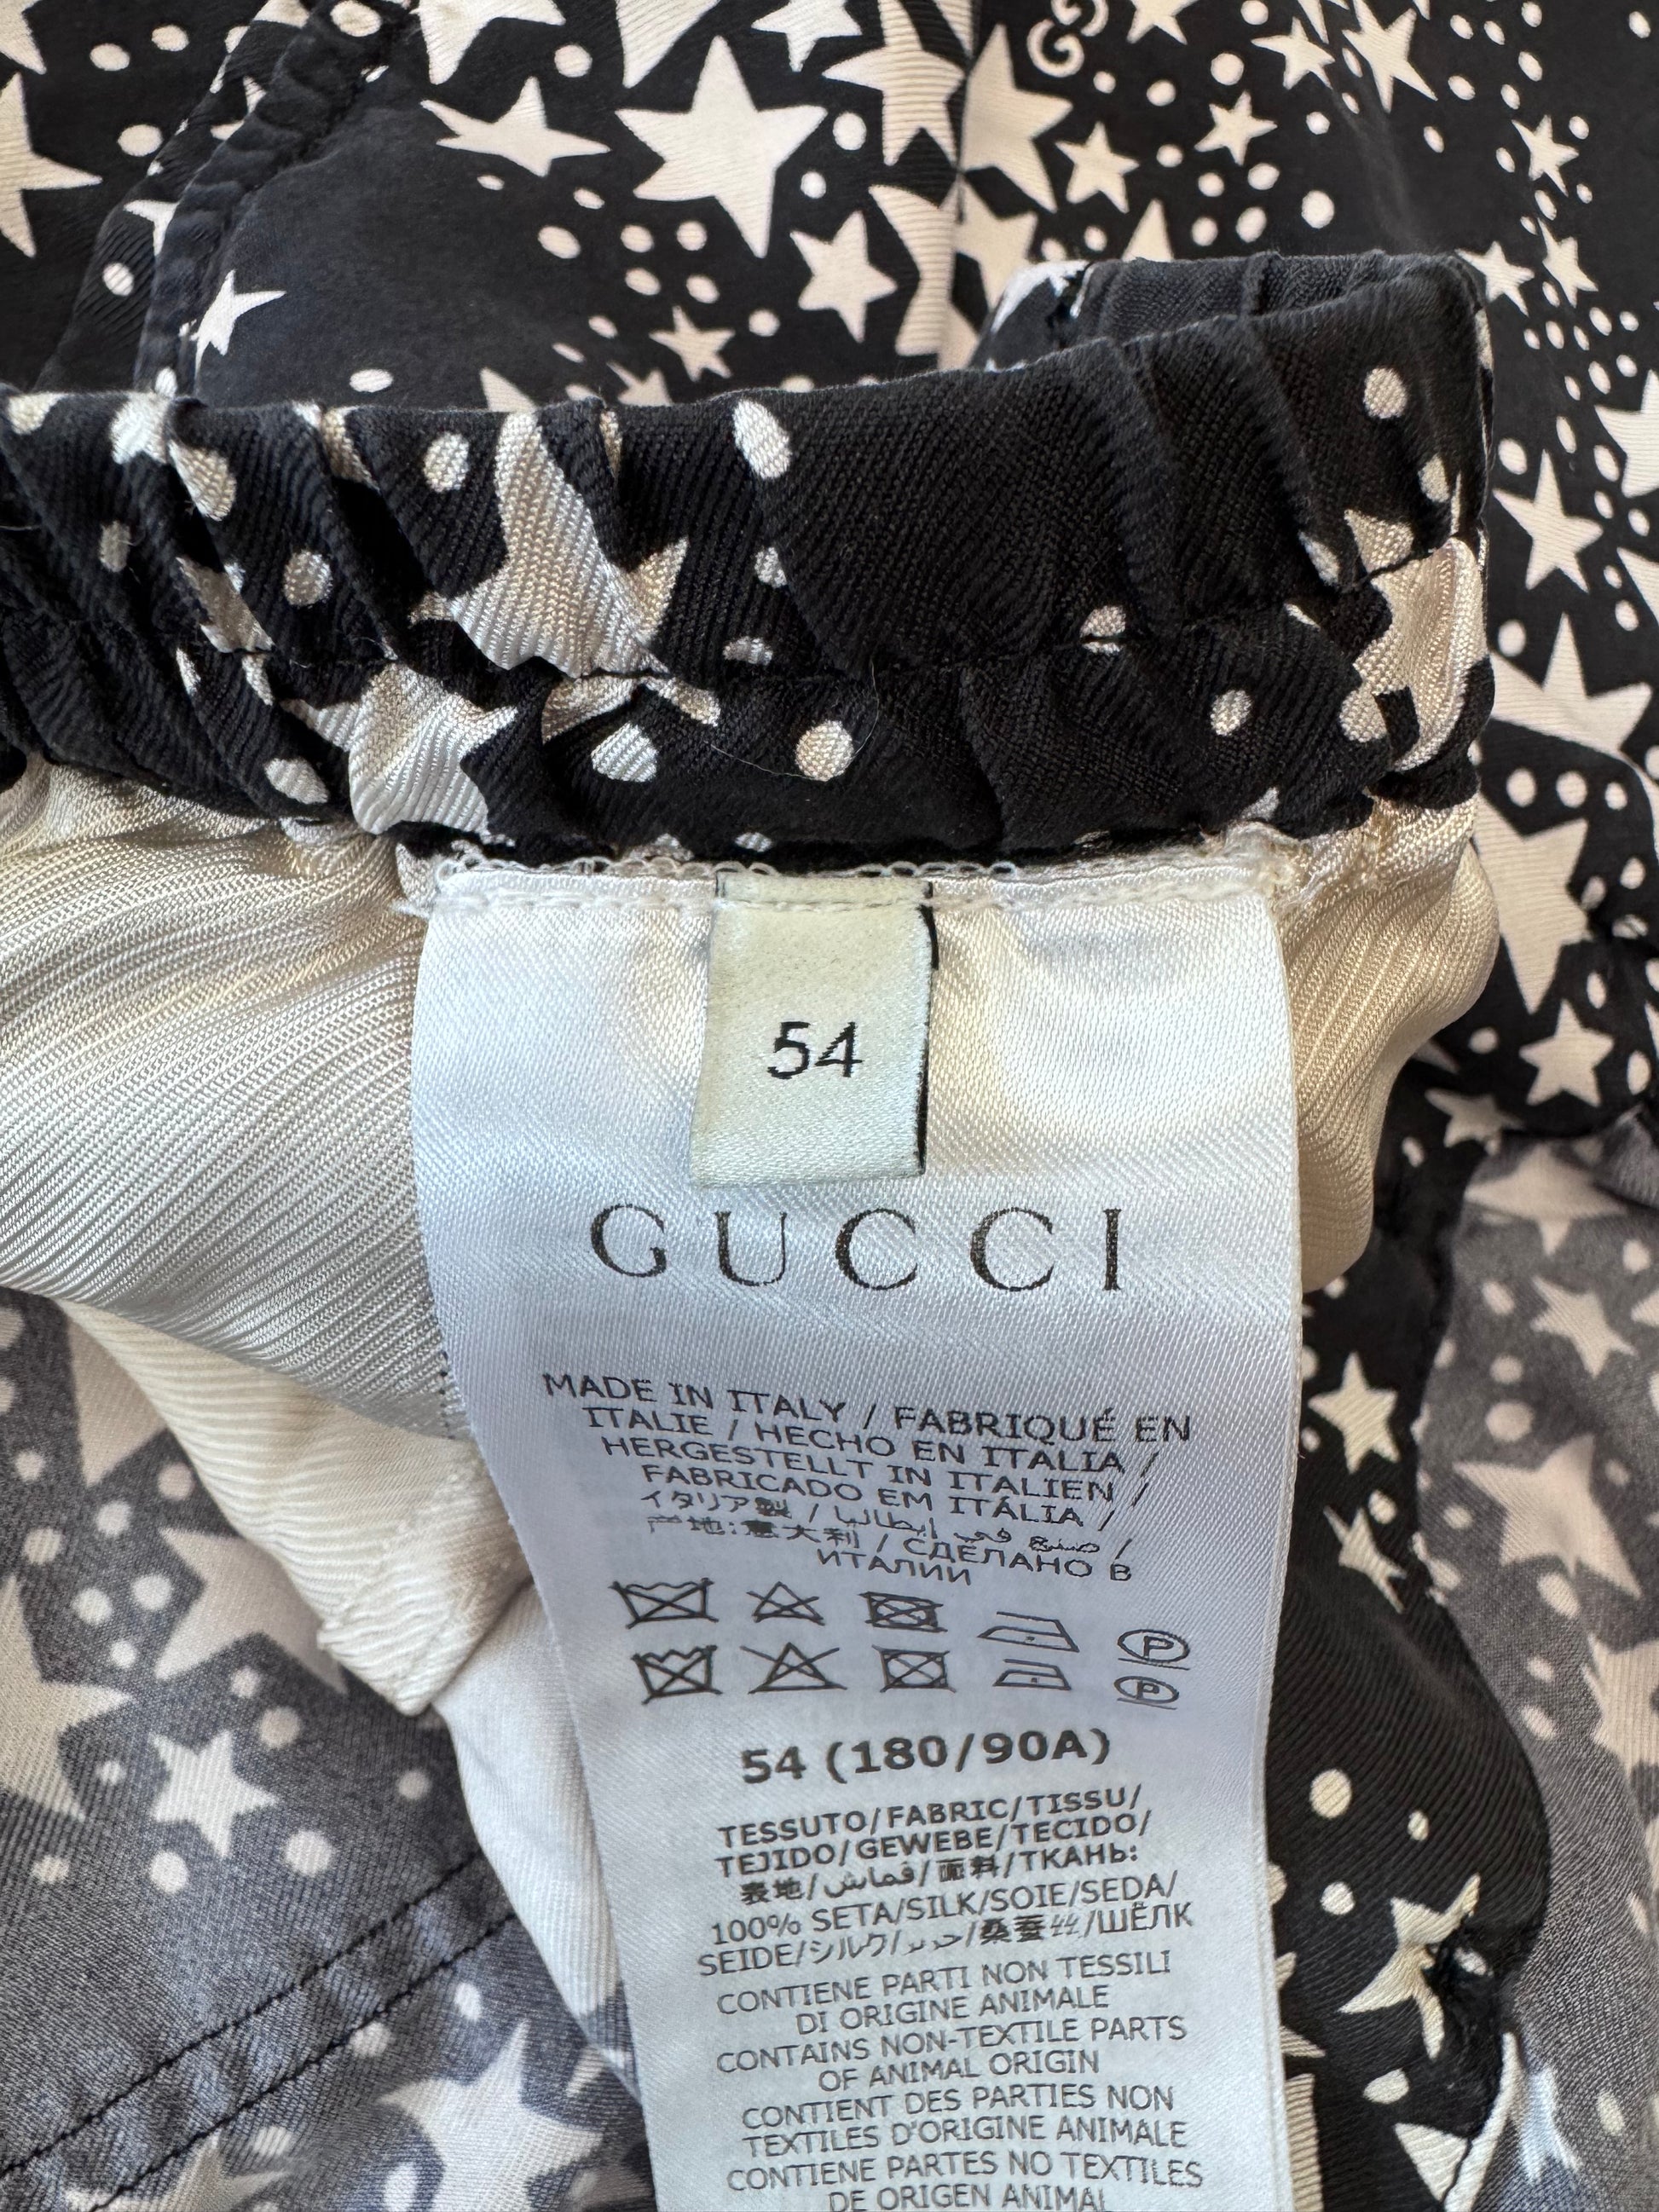 54
GUCCI
MADE IN ITALY / FABRIQUÉ EN
ITALIE / HECHO EN ITALIA /
HERGESTELLT IN ITALIEN /
FABRICADO EM ITÁLIA /
イタリア製 / صنع في إيطاليا /
产地:意大利 / СДЕЛАНО В
ИТАЛИИ
P
P
54 (180/90A)
TESSUTO/FABRIC/TISSU/
TEJIDO/GEWEBE/TECIDO/
表地/قماش/面料/ТКАНЬ:
100% SETA/SILK/SOIE/SEDA/
SEIDE/シルク/حرير/桑蚕丝/ШЁЛК
CONTIENE PARTI NON TESSILI
DI ORIGINE ANIMALE
CONTAINS NON-TEXTILE PARTS
OF ANIMAL ORIGIN
CONTIENT DES PARTIES NON
TEXTILES D'ORIGINE ANIMALE
CONTIENE PARTES NO TEXTILES
DE ORIGEN ANIMAL